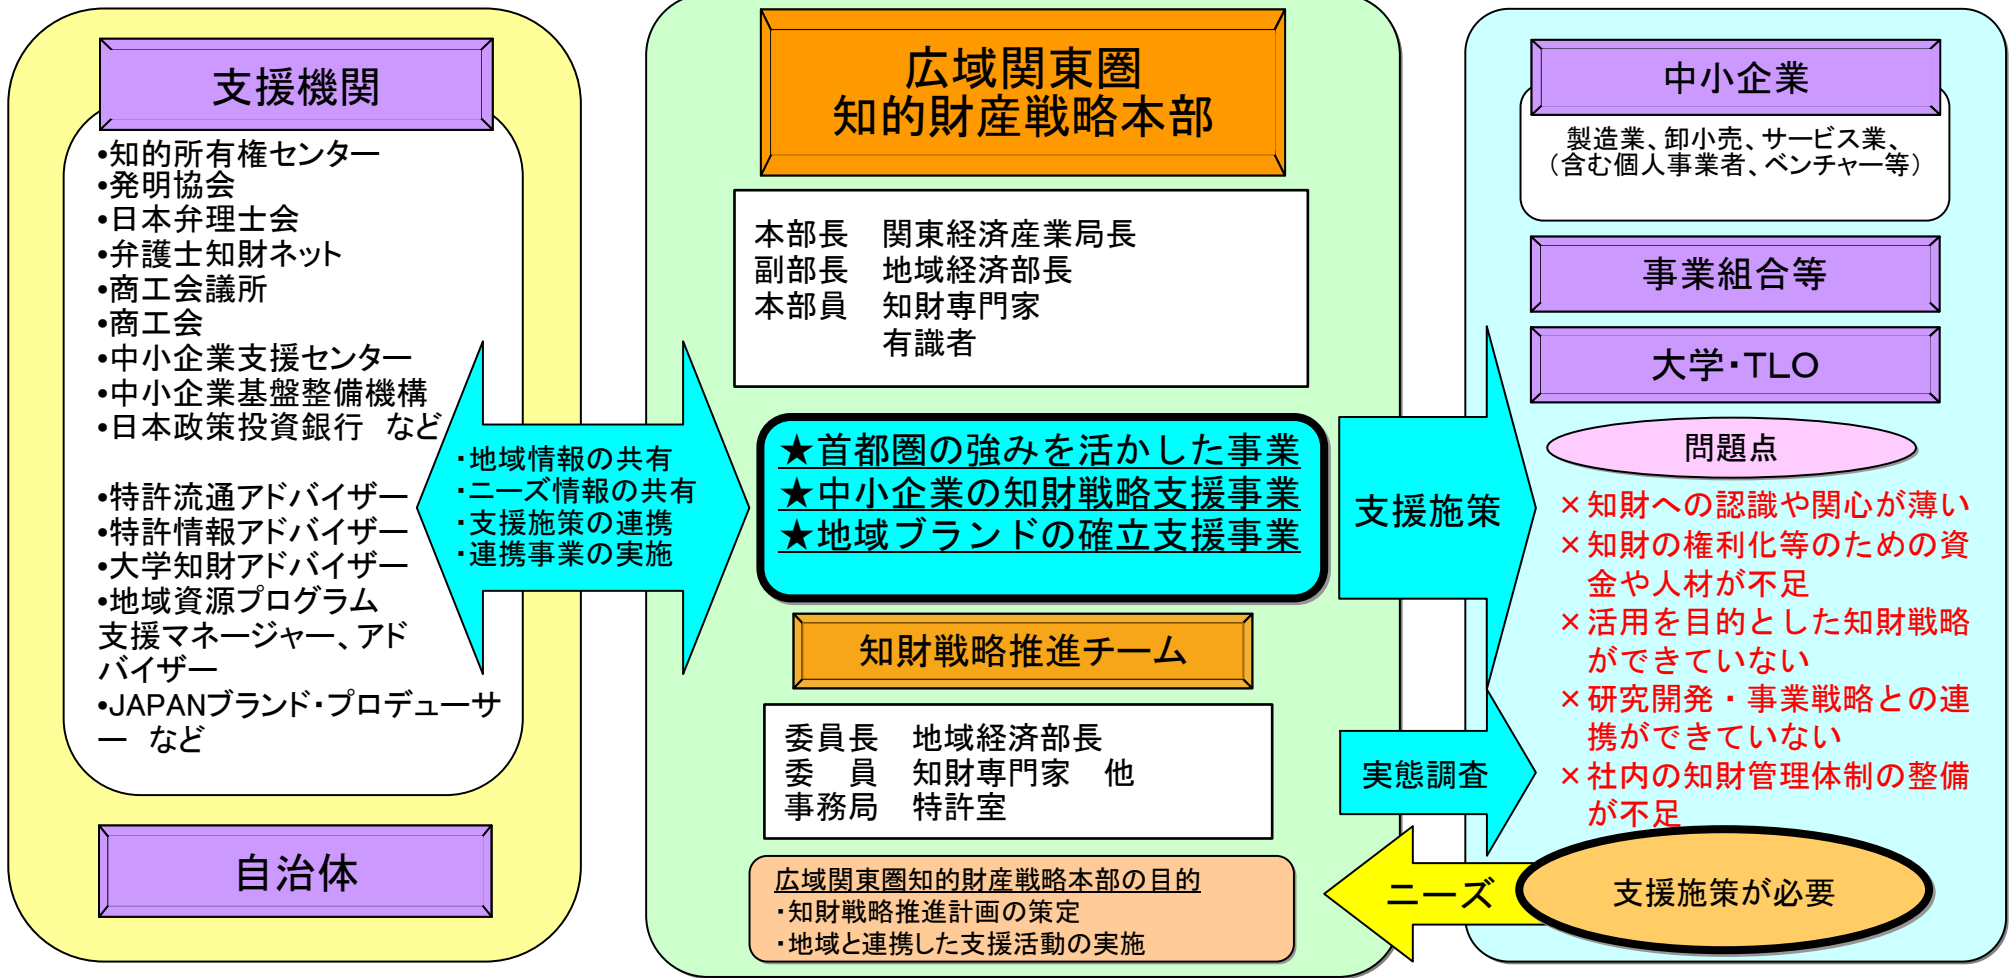 支援機関
•知的所有権センター
•発明協会
•日本弁理士会
•弁護士知財ネット
•商工会議所
•商工会
•中小企業支援センター
•中小企業基盤整備機構
•日本政策投資銀行　など
•特許流通アドバイザー
•特許情報アドバイザー
•大学知財アドバイザー
•地域資源プログラム
支援マネージャー、アド
バイザー
•JAPANブランド・プロデューサ
ー　など
自治体
・地域情報の共有
・ニーズ情報の共有
・支援施策の連携
・連携事業の実施
広域関東圏
知的財産戦略本部
本部長　関東経済産業局長
副部長　地域経済部長
本部員　知財専門家
有識者
★首都圏の強みを活かした事業
★中小企業の知財戦略支援事業
★地域ブランドの確立支援事業
知財戦略推進チーム
委員長　地域経済部長
委　員　知財専門家　他
事務局　特許室
広域関東圏知的財産戦略本部の目的
・知財戦略推進計画の策定
・地域と連携した支援活動の実施
支援施策
実態調査
ニーズ
中小企業
製造業、卸小売、サービス業、
（含む個人事業者、ベンチャー等）
事業組合等
大学・TLO
問題点
×知財への認識や関心が薄い
×知財の権利化等のための資
金や人材が不足
×活用を目的とした知財戦略
ができていない
×研究開発・事業戦略との連
携ができていない
×社内の知財管理体制の整備
が不足
支援施策が必要